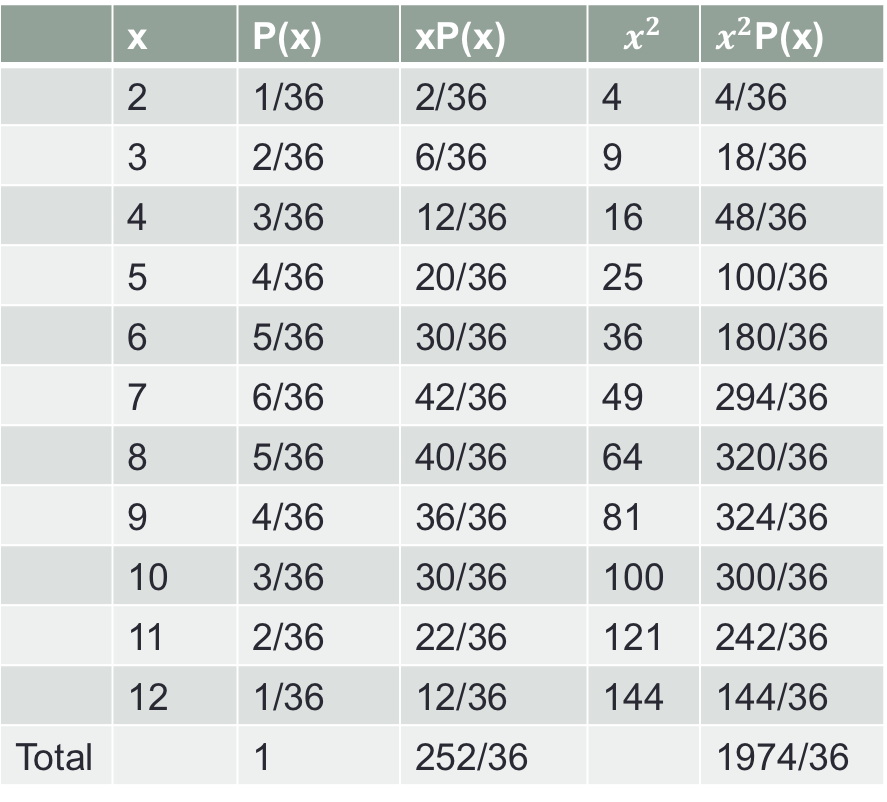 x P(x) xP(x) x² x²P(x)
2 1/36 2/36 4 4/36
3 2/36 6/36 9 18/36
4 3/36 12/36 16 48/36
5 4/36 20/36 25 100/36
6 5/36 30/36 36 180/36
7 6/36 42/36 49 294/36
8 5/36 40/36 64 320/36
9 4/36 36/36 81 324/36
10 3/36 30/36 100 300/36
11 2/36 22/36 121 242/36
12 1/36 12/36 144 144/36
Total 1 252/36 1974/36